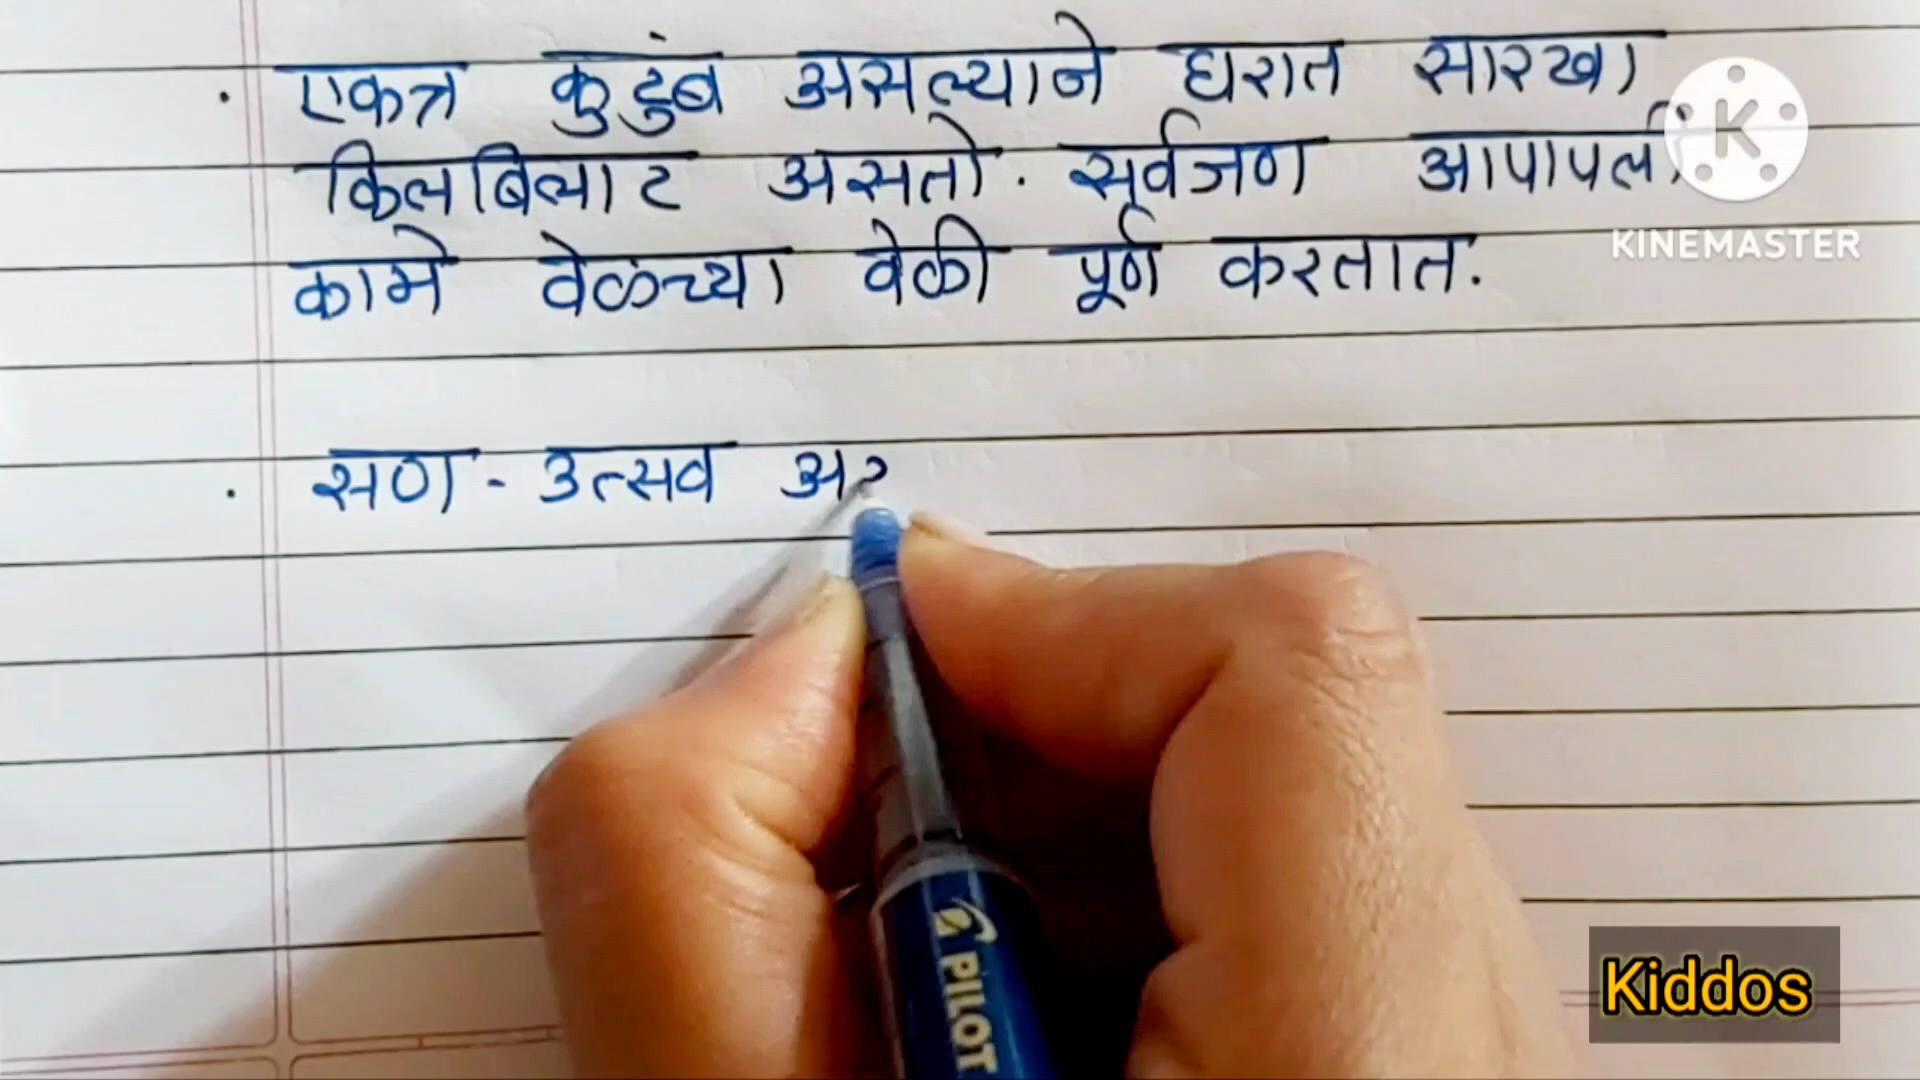 · एकत्र कुटुंब असल्याने घरात सारखा
किलबिलाट असतो. सर्वजण आपापली
कामे वेळच्या वेळी पूर्ण करतात.
· सण - उत्सव
K
KINEMASTER
PILOT
Kiddos